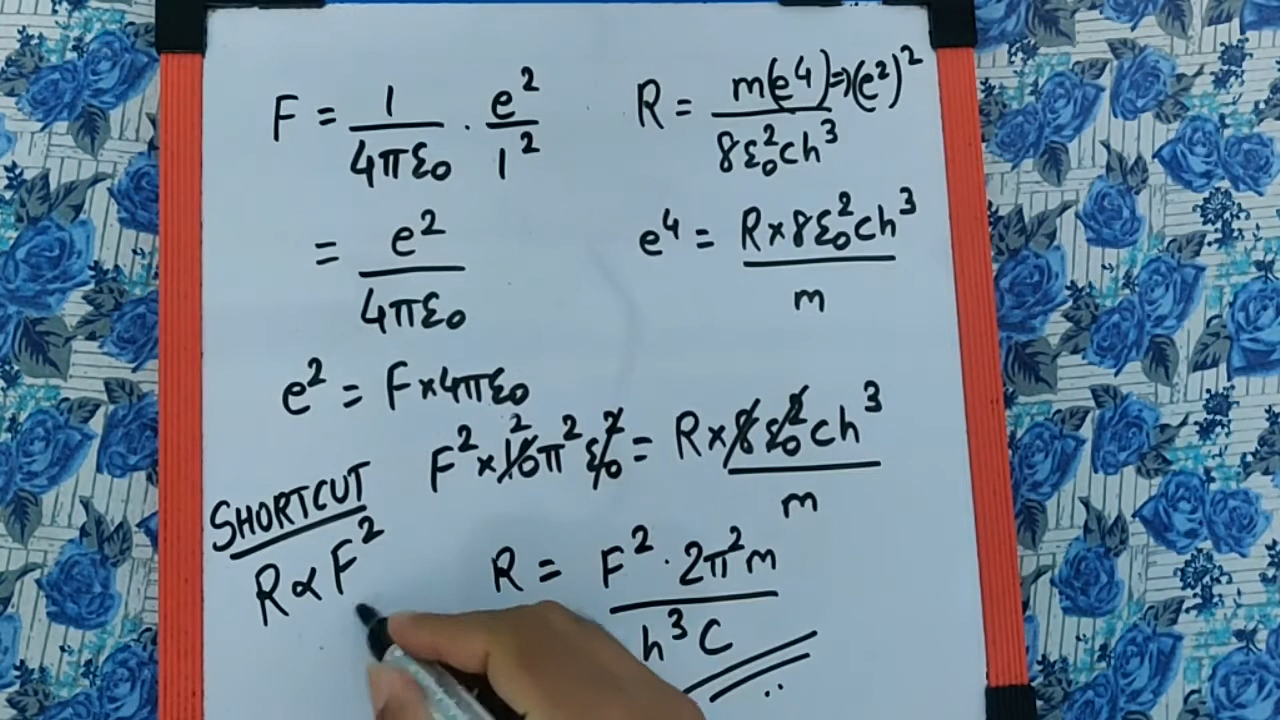 F = 1/4πε₀ · e²/1²
= e²/4πε₀
e² = F×4πε₀
R = m(e⁴)⇒(e²)²/8ε₀²ch³
e⁴ = R×8ε₀²ch³/m
F²×16²π²ε₀² = R×8ε₀²ch³/m
R = F²·2π²m/h³C
SHORTCUT
R∝F²